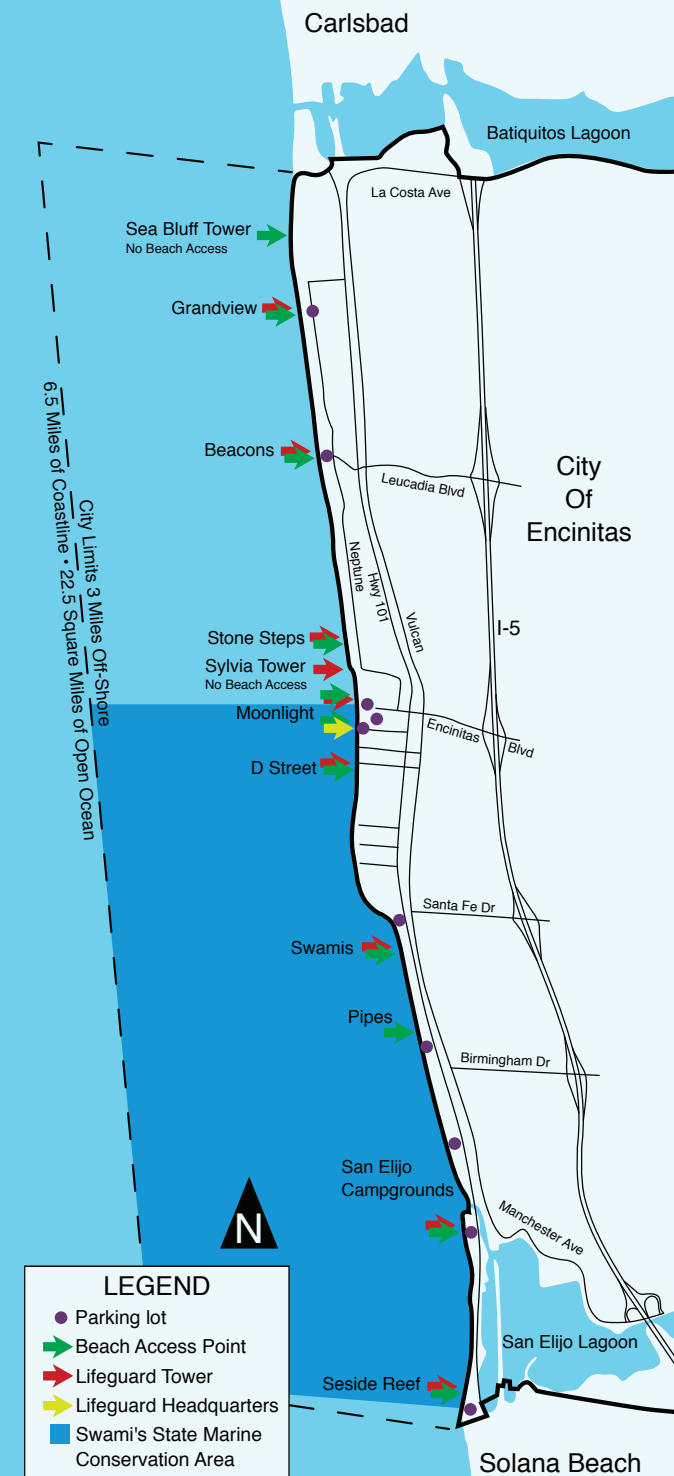 Carlsbad
Batiquitos Lagoon
La Costa Ave
Sea Bluff Tower
No Beach Access
Grandview
Beacons
Leucadia Blvd
City
Of
Encinitas
6.5 Miles of Coastline • 22.5 Square Miles of Open Ocean
City Limits 3 Miles Off-Shore
Neptune
Hwy 101
Vulcan
I-5
Stone Steps
Sylvia Tower
No Beach Access
Moonlight
Encinitas Blvd
D Street
Santa Fe Dr
Swamis
Pipes
Birmingham Dr
San Elijo
Campgrounds
Manchester Ave
N
San Elijo Lagoon
Seside Reef
Solana Beach
LEGEND
Parking lot
Beach Access Point
Lifeguard Tower
Lifeguard Headquarters
Swami's State Marine
Conservation Area